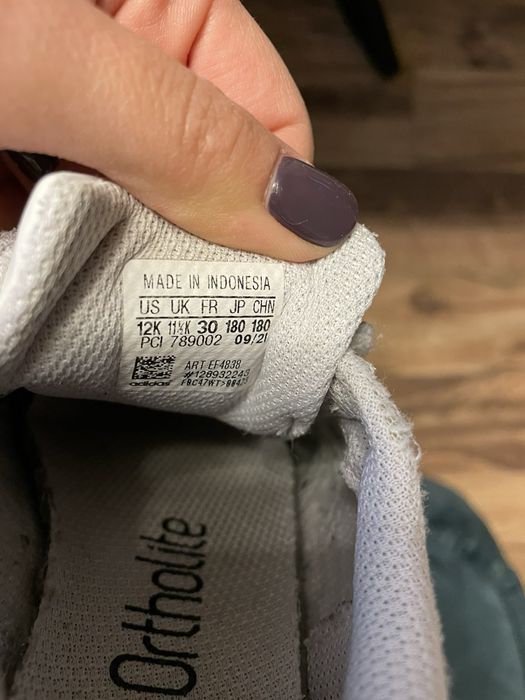 MADE IN INDONESIA
US UK FR JP CHN
12K 11½K 30 180 180
PCI 789002 09/21
ART EF4838
#126932243
adidas
Ortholite